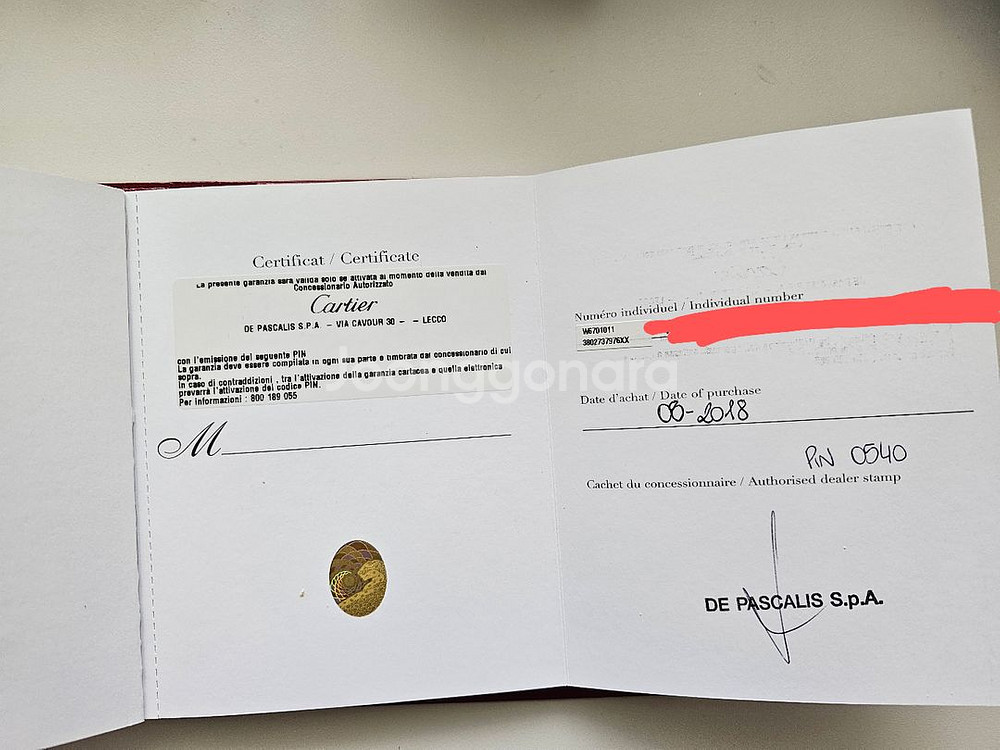 Certificat / Certificate
La presente garanzia sarà valida solo se attivata al momento della vendita dal
Concessionario Autorizzato
Cartier
DE PASCALIS S.P.A. - VIA CAVOUR 30 - - LECCO
con l'emissione del seguente PIN
La garanzia deve essere compilata in ogni sua parte e timbrata dal concessionario di cui
sopra.
In caso di contraddizioni , tra l'attivazione della garanzia cartacea e quella elettronica
prevarrà l'attivazione del codice PIN.
Per informazioni : 800 189 055
M
Numéro individuel / Individual number
W6701011
3802737976XX
Date d'achat / Date of purchase
03-2018
PIN 0540
Cachet du concessionnaire / Authorised dealer stamp
DE PASCALIS S.p.A.
joonggonara